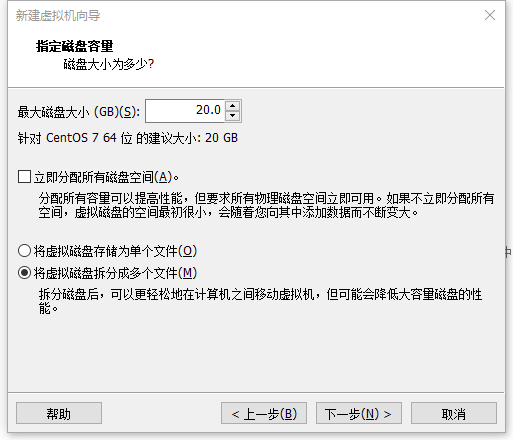 新建虚拟机向导
指定磁盘容量
磁盘大小为多少?
最大磁盘大小 (GB)(S): 20.0
针对 CentOS 7 64 位 的建议大小: 20 GB
立即分配所有磁盘空间(A)。
分配所有容量可以提高性能，但要求所有物理磁盘空间立即可用。如果不立即分配所有
空间，虚拟磁盘的空间最初很小，会随着您向其中添加数据而不断变大。
将虚拟磁盘存储为单个文件(O)
将虚拟磁盘拆分成多个文件(M)
拆分磁盘后，可以更轻松地在计算机之间移动虚拟机，但可能会降低大容量磁盘的性
能。
帮助 < 上一步(B) 下一步(N) > 取消